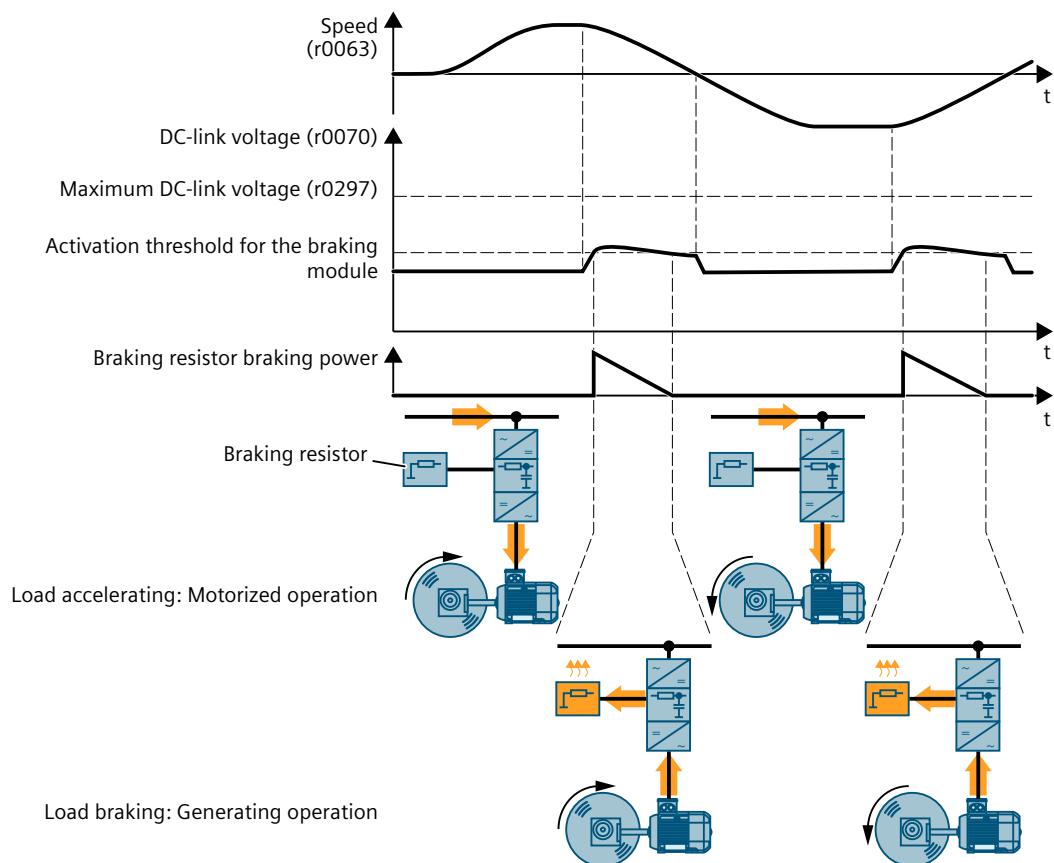 Speed
(r0063)
t
DC-link voltage (r0070)
Maximum DC-link voltage (r0297)
Activation threshold for the braking
module
t
Braking resistor braking power
t
~
=
~
=
Braking resistor
=
~
=
~
Load accelerating: Motorized operation
~
=
~
=
=
~
=
~
Load braking: Generating operation